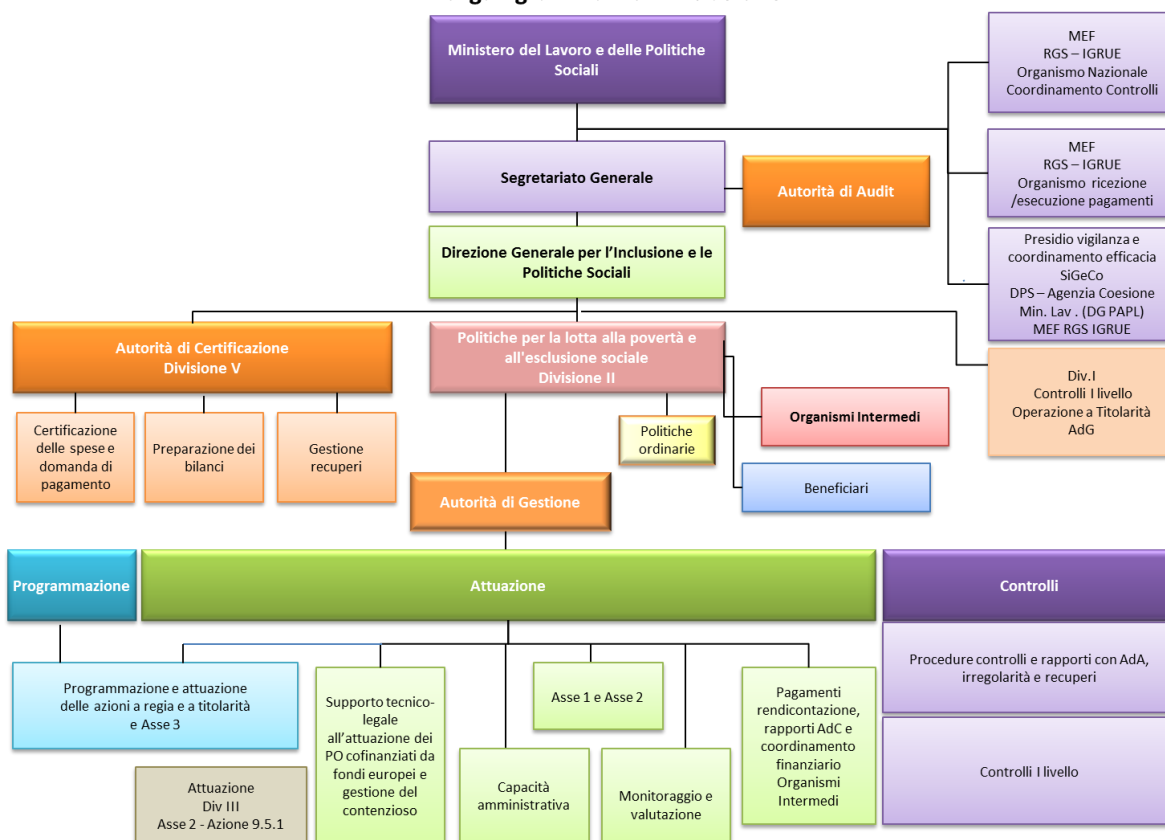 Ministero del Lavoro e delle Politiche
Sociali
MEF
RGS – IGRUE
Organismo Nazionale
Coordinamento Controlli
Segretariato Generale
Autorità di Audit
MEF
RGS – IGRUE
Organismo ricezione
/esecuzione pagamenti
Direzione Generale per l'Inclusione e le
Politiche Sociali
Presidio vigilanza e
coordinamento efficacia
SiGeCo
DPS – Agenzia Coesione
Min. Lav . (DG PAPL)
MEF RGS IGRUE
Autorità di Certificazione
Divisione V
Politiche per la lotta alla povertà e
all'esclusione sociale
Divisione II
Div.I
Controlli I livello
Operazione a Titolarità
AdG
Certificazione
delle spese e
domanda di
pagamento
Preparazione dei
bilanci
Gestione
recuperi
Politiche
ordinarie
Organismi Intermedi
Beneficiari
Autorità di Gestione
Programmazione
Attuazione
Controlli
Programmazione e attuazione
delle azioni a regia e a titolarità
e Asse 3
Supporto tecnico-
legale
all'attuazione dei
PO cofinanziati da
fondi europei e
gestione del
contenzioso
Asse 1 e Asse 2
Pagamenti
rendicontazione,
rapporti AdC e
coordinamento
finanziario
Organismi
Intermedi
Procedure controlli e rapporti con AdA,
irregolarità e recuperi
Attuazione
Div III
Asse 2 - Azione 9.5.1
Capacità
amministrativa
Monitoraggio e
valutazione
Controlli I livello